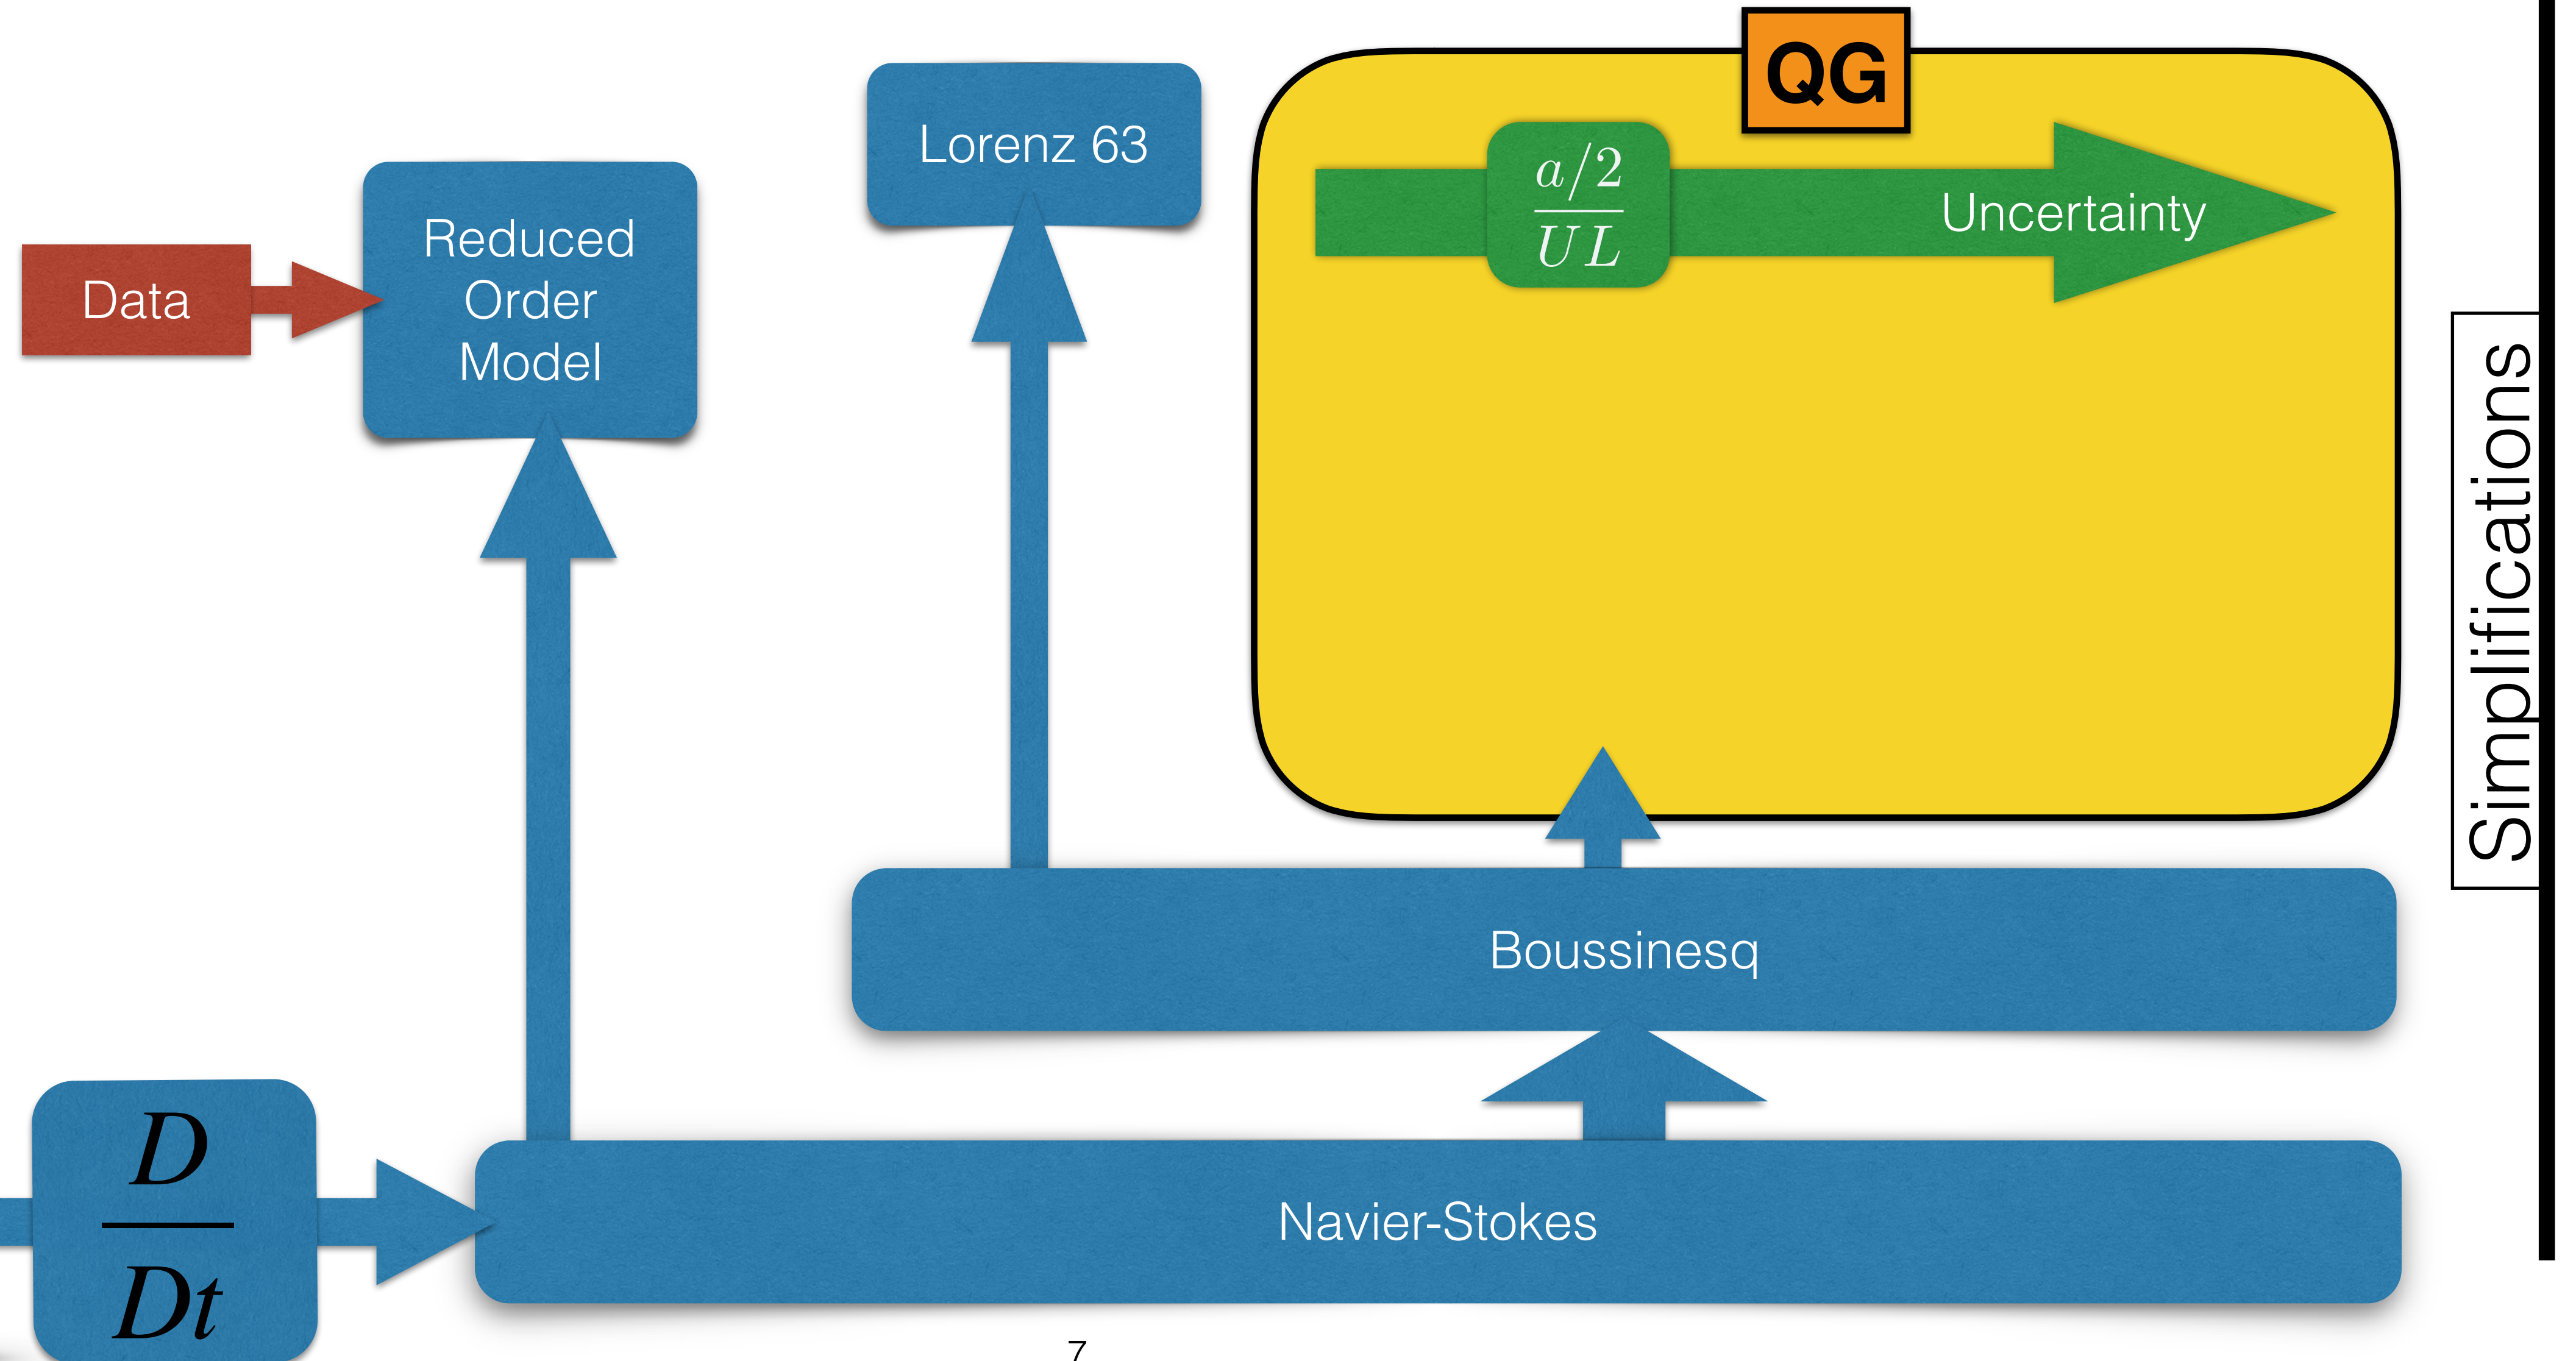 QG
Lorenz 63
a/2
UL
Uncertainty
Reduced
Order
Model
Data
Simplifications
Boussinesq
D
Dt
Navier-Stokes
7